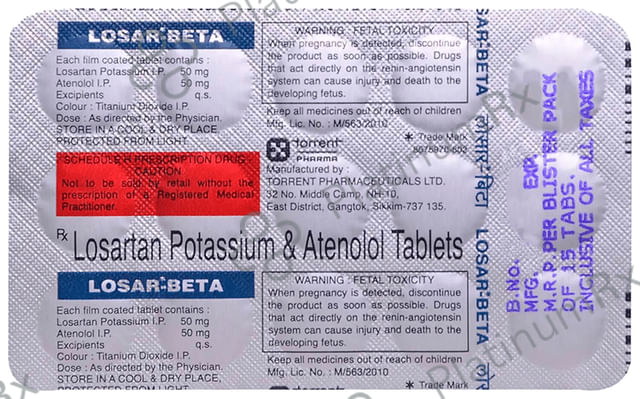 LOSAR-BETA
Each film coated tablet contains :
Losartan Potassium I.P. 50 mg
Atenolol I.P. 50 mg
Excipients q.s.
Colour : Titanium Dioxide I.P.
Dose : As directed by the Physician.
STORE IN A COOL & DRY PLACE,
PROTECTED FROM LIGHT
SCHEDULE H PRESCRIPTION DRUG-
CAUTION
Not to be sold by retail without the
prescription of a Registered Medical
Practitioner.
WARNING : FETAL TOXICITY
When pregnancy is detected, discontinue
the product as soon as possible. Drugs
that act directly on the renin-angiotensin
system can cause injury and death to the
developing fetus.
Keep all medicines out of reach of children
Mfg. Lic. No. : M/563/2010
* Trade Mark
8075976-602
torrent
PHARMA
Manufactured by :
TORRENT PHARMACEUTICALS LTD.
32 No. Middle Camp, NH-10,
East District, Gangtok, Sikkim-737 135.
Rx Losartan Potassium & Atenolol Tablets
LOSAR-BETA
Each film coated tablet contains :
Losartan Potassium I.P. 50 mg
Atenolol I.P. 50 mg
Excipients q.s.
Colour : Titanium Dioxide I.P.
Dose : As directed by the Physician.
STORE IN A COOL & DRY PLACE,
PROTECTED FROM LIGHT
WARNING : FETAL TOXICITY
When pregnancy is detected, discontinue
the product as soon as possible. Drugs
that act directly on the renin-angiotensin
system can cause injury and death to the
developing fetus.
Keep all medicines out of reach of children
Mfg. Lic. No. : M/563/2010
* Trade Mark
torrent
SAR-BETA
LOSAR-BETA
B.NO.
MFG. EXP.
M.R.P.PER BLISTER PACK
OF 15 TABS.
INCLUSIVE OF ALL TAXES
PlatinumRx